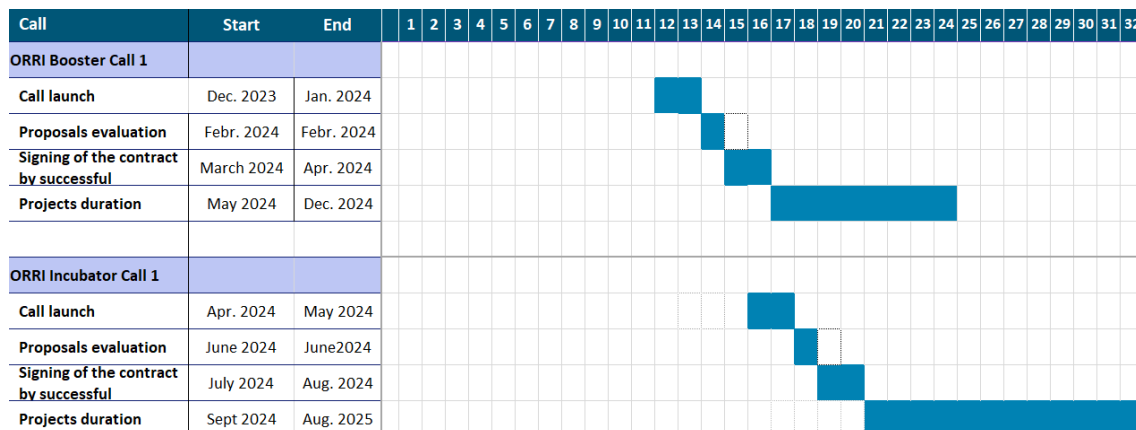 Call Start End 1 2 3 4 5 6 7 8 9 10 11 12 13 14 15 16 17 18 19 20 21 22 23 24 25 26 27 28 29 30 31 32
ORRI Booster Call 1
Call launch Dec. 2023 Jan. 2024
Proposals evaluation Febr. 2024 Febr. 2024
Signing of the contract
by successful March 2024 Apr. 2024
Projects duration May 2024 Dec. 2024
ORRI Incubator Call 1
Call launch Apr. 2024 May 2024
Proposals evaluation June 2024 June2024
Signing of the contract
by successful July 2024 Aug. 2024
Projects duration Sept 2024 Aug. 2025